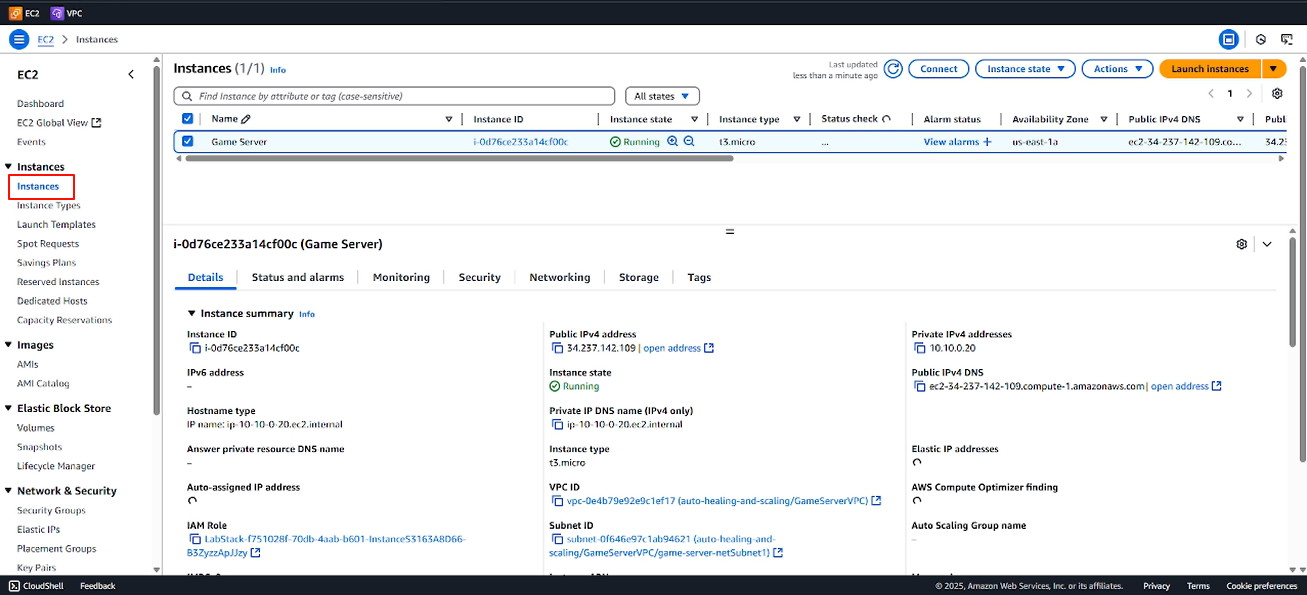 EC2 VPC
EC2 > Instances
EC2
Dashboard
EC2 Global View
Events
Instances
Instances
Instance Types
Launch Templates
Spot Requests
Savings Plans
Reserved Instances
Dedicated Hosts
Capacity Reservations
Images
AMIs
AMI Catalog
Elastic Block Store
Volumes
Snapshots
Lifecycle Manager
Network & Security
Security Groups
Elastic IPs
Placement Groups
Key Pairs
Instances (1/1) Info
Last updated
less than a minute ago
Connect Instance state Actions Launch instances
Find Instance by attribute or tag (case-sensitive) All states 1
Name Instance ID Instance state Instance type Status check Alarm status Availability Zone Public IPv4 DNS Publ
Game Server i-0d76ce233a14cf00c Running t3.micro ... View alarms + us-east-1a ec2-34-237-142-109.co... 34.23
i-0d76ce233a14cf00c (Game Server)
Details Status and alarms Monitoring Security Networking Storage Tags
Instance summary Info
Instance ID
i-0d76ce233a14cf00c
Public IPv4 address
34.237.142.109 | open address
Private IPv4 addresses
10.10.0.20
IPv6 address
–
Instance state
Running
Public IPv4 DNS
ec2-34-237-142-109.compute-1.amazonaws.com | open address
Hostname type
IP name: ip-10-10-0-20.ec2.internal
Private IP DNS name (IPv4 only)
ip-10-10-0-20.ec2.internal
Answer private resource DNS name
–
Instance type
t3.micro
Elastic IP addresses
Auto-assigned IP address
VPC ID
vpc-0e4b79e92e9c1ef17 (auto-healing-and-scaling/GameServerVPC)
AWS Compute Optimizer finding
IAM Role
LabStack-f751028f-70db-4aab-b601-InstanceS3163A8D66-
B3ZyzzApJJzy
Subnet ID
subnet-0f646e97c1ab94621 (auto-healing-and-
scaling/GameServerVPC/game-server-netSubnet1)
Auto Scaling Group name
–
CloudShell Feedback © 2025, Amazon Web Services, Inc. or its affiliates. Privacy Terms Cookie preferences